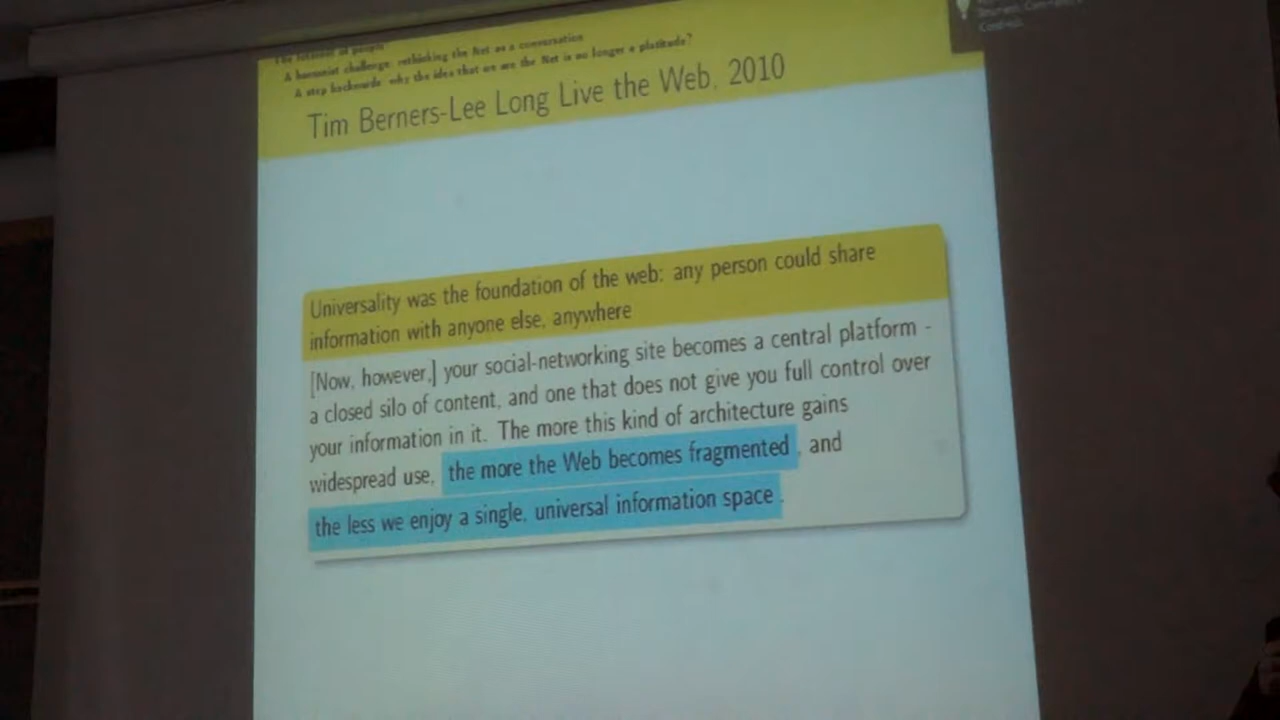 The Internet of people
A humanist challenge: rethinking the Net as a conversation
A step backwards: why the idea that we are the Net is no longer a platitude?
Tim Berners-Lee Long Live the Web, 2010
Universality was the foundation of the web: any person could share
information with anyone else, anywhere
[Now, however,] your social-networking site becomes a central platform -
a closed silo of content, and one that does not give you full control over
your information in it. The more this kind of architecture gains
widespread use, the more the Web becomes fragmented, and
the less we enjoy a single, universal information space.